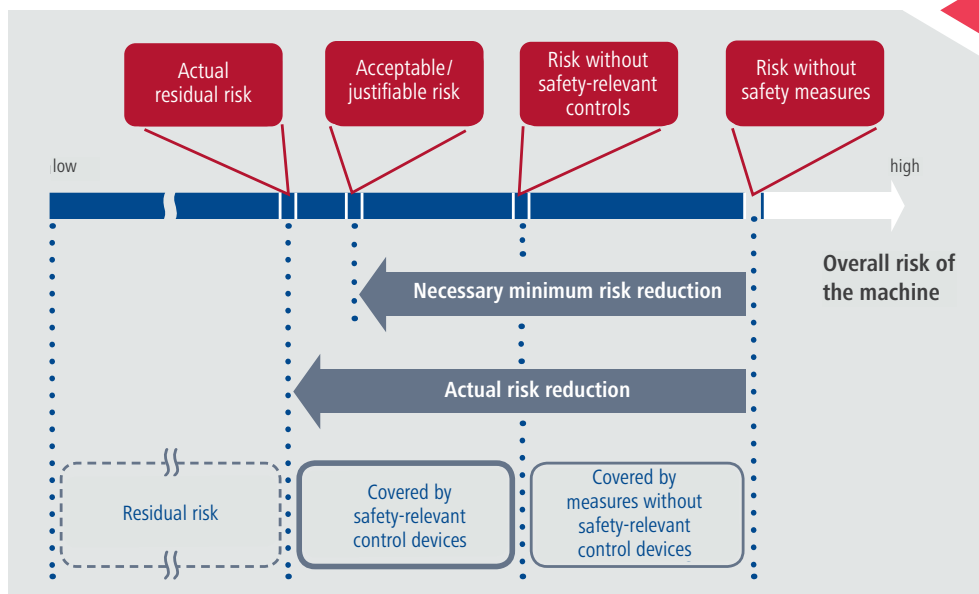 Actual
residual risk
Acceptable/
justifiable risk
Risk without
safety-relevant
controls
Risk without
safety measures
low
high
Overall risk of
the machine
Necessary minimum risk reduction
Actual risk reduction
Residual risk
Covered by
safety-relevant
control devices
Covered by
measures without
safety-relevant
control devices